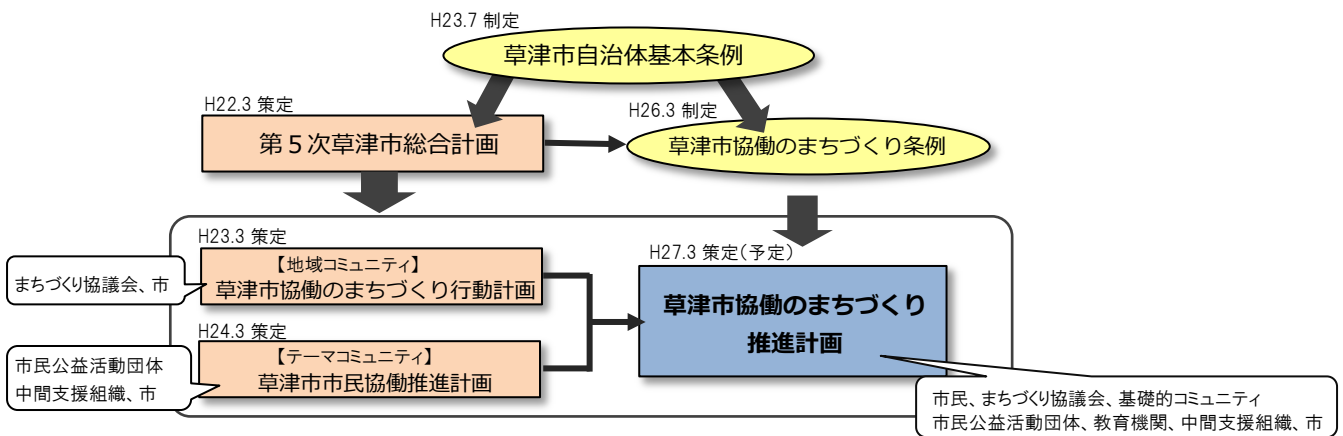 H23.7 制定
草津市自治体基本条例
H22.3 策定
第５次草津市総合計画
H26.3 制定
草津市協働のまちづくり条例
H23.3 策定
【地域コミュニティ】
草津市協働のまちづくり行動計画
まちづくり協議会、市
H24.3 策定
【テーマコミュニティ】
草津市市民協働推進計画
市民公益活動団体
中間支援組織、市
H27.3 策定（予定）
草津市協働のまちづくり
推進計画
市民、まちづくり協議会、基礎的コミュニティ
市民公益活動団体、教育機関、中間支援組織、市